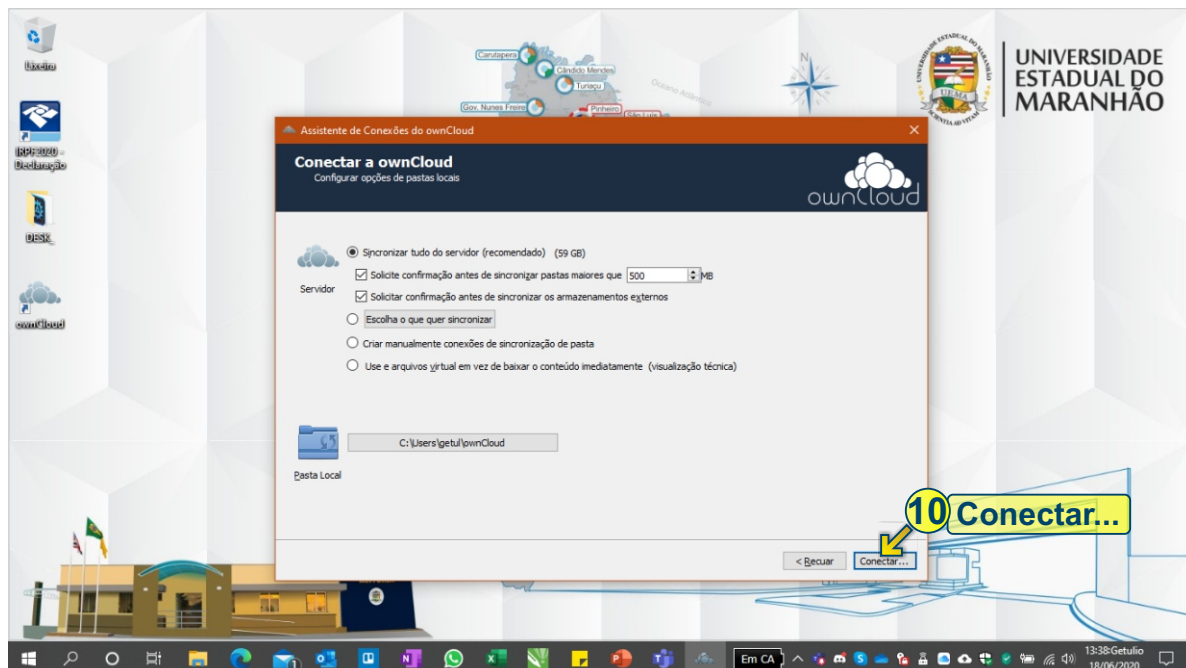 Lixeira
IRPF2020 -
Declaração
DESK_
ownCloud
Carutapera
Cândido Mendes
Turiaçu
Gov. Nunes Freire
Pinheiro
São Luís
Oceano Atlântico
N
UNIVERSIDADE
ESTADUAL DO
MARANHÃO
UEMA
Assistente de Conexões do ownCloud
Conectar a ownCloud
Configurar opções de pastas locais
ownCloud
Servidor
Sincronizar tudo do servidor (recomendado) (59 GB)
Solicite confirmação antes de sincronizar pastas maiores que 500 MB
Solicitar confirmação antes de sincronizar os armazenamentos externos
Escolha o que quer sincronizar
Criar manualmente conexões de sincronização de pasta
Use e arquivos virtual em vez de baixar o conteúdo imediatamente (visualização técnica)
C:\Users\getul\ownCloud
Pasta Local
10 Conectar...
< Recuar
Conectar...
Em CA
13:38:Getulio
18/06/2020